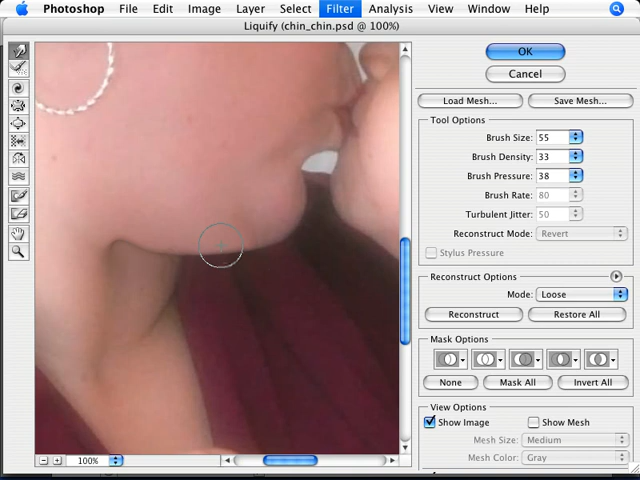 Photoshop File Edit Image Layer Select Filter Analysis View Window Help
Liquify (chin_chin.psd @ 100%)
OK
Cancel
Load Mesh... Save Mesh...
Tool Options
Brush Size: 55
Brush Density: 33
Brush Pressure: 38
Brush Rate: 80
Turbulent Jitter: 50
Reconstruct Mode: Revert
Stylus Pressure
Reconstruct Options
Mode: Loose
Reconstruct Restore All
Mask Options
None Mask All Invert All
View Options
Show Image Show Mesh
Mesh Size: Medium
Mesh Color: Gray
100%